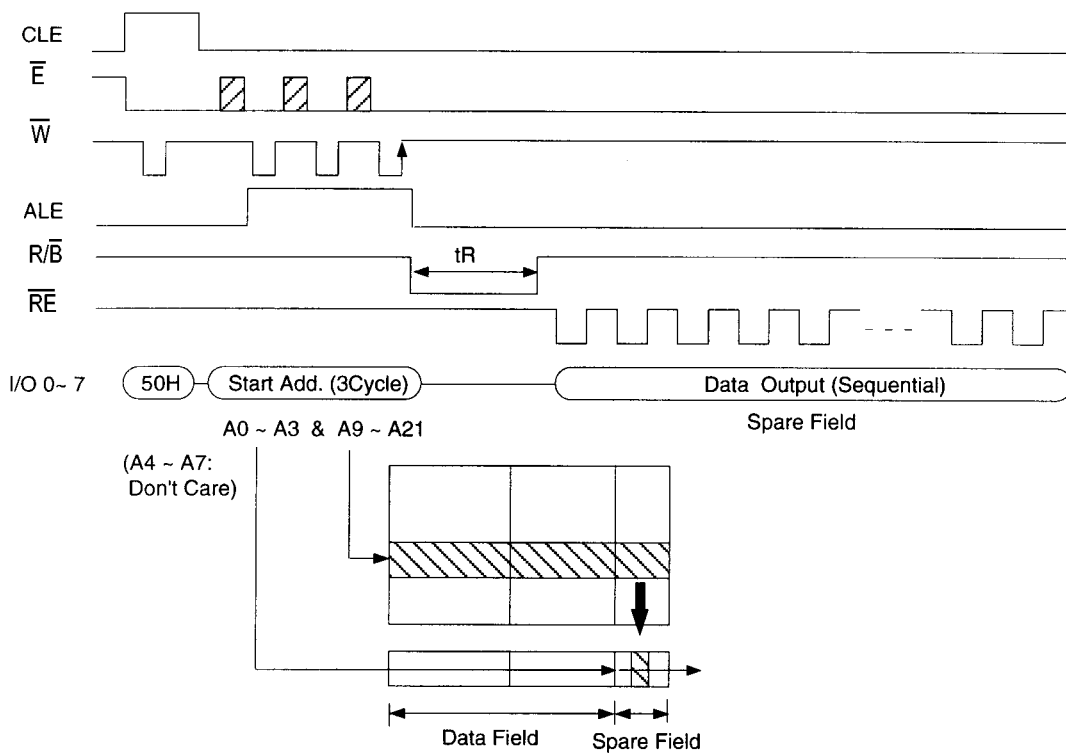 CLE
E̅
W̅
ALE
R/B̅
tR
R̅E̅
I/O 0~ 7
50H
Start Add. (3Cycle)
Data Output (Sequential)
Spare Field
A0 ~ A3 & A9 ~ A21
(A4 ~ A7:
Don't Care)
Data Field
Spare Field